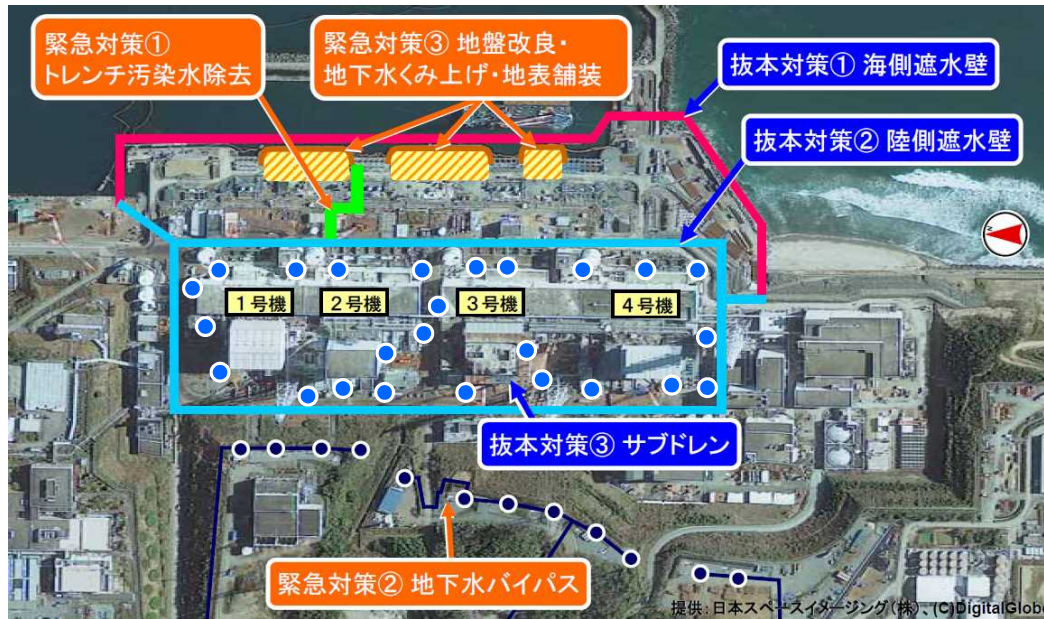 緊急対策①
トレンチ汚染水除去
緊急対策③ 地盤改良・
地下水くみ上げ・地表舗装
抜本対策① 海側遮水壁
抜本対策② 陸側遮水壁
N
1号機
2号機
3号機
4号機
抜本対策③ サブドレン
緊急対策② 地下水バイパス
提供:日本スペースイメージング(株)、(C)DigitalGlobe